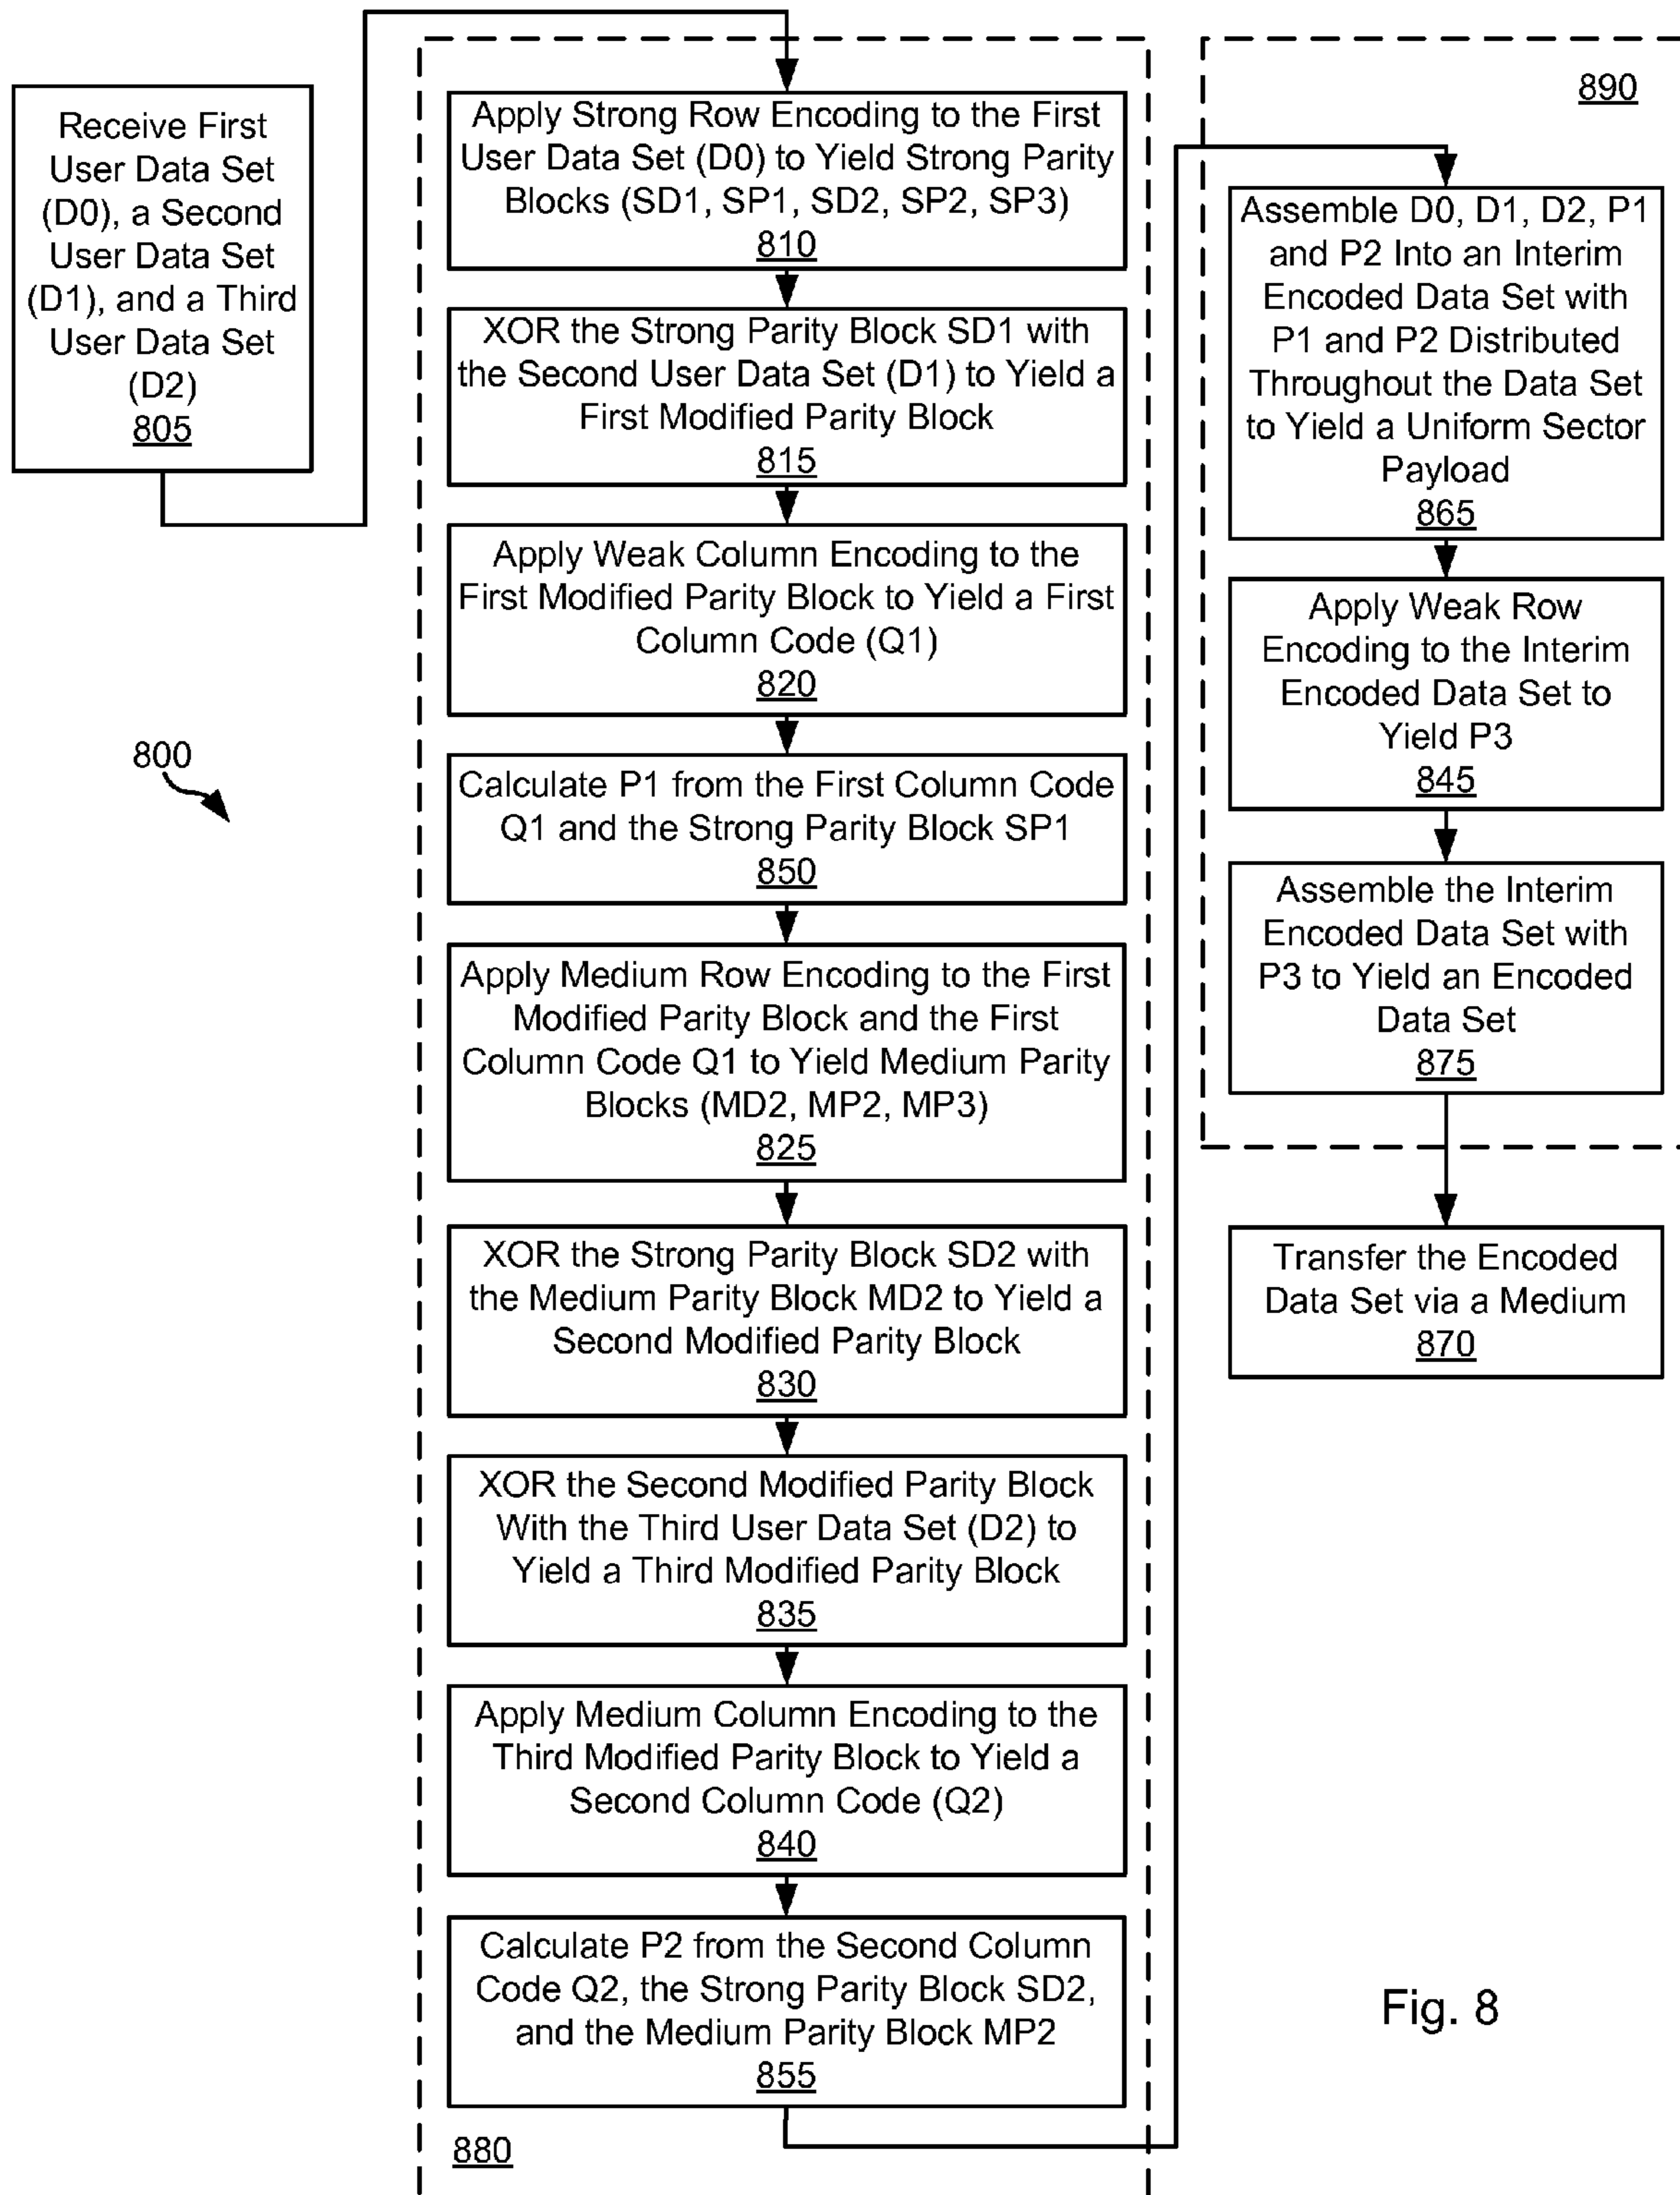 Receive First
User Data Set
(D0), a Second
User Data Set
(D1), and a Third
User Data Set
(D2)
805
800
Apply Strong Row Encoding to the First
User Data Set (D0) to Yield Strong Parity
Blocks (SD1, SP1, SD2, SP2, SP3)
810
XOR the Strong Parity Block SD1 with
the Second User Data Set (D1) to Yield a
First Modified Parity Block
815
Apply Weak Column Encoding to the
First Modified Parity Block to Yield a First
Column Code (Q1)
820
Calculate P1 from the First Column Code
Q1 and the Strong Parity Block SP1
850
Apply Medium Row Encoding to the First
Modified Parity Block and the First
Column Code Q1 to Yield Medium Parity
Blocks (MD2, MP2, MP3)
825
XOR the Strong Parity Block SD2 with
the Medium Parity Block MD2 to Yield a
Second Modified Parity Block
830
XOR the Second Modified Parity Block
With the Third User Data Set (D2) to
Yield a Third Modified Parity Block
835
Apply Medium Column Encoding to the
Third Modified Parity Block to Yield a
Second Column Code (Q2)
840
Calculate P2 from the Second Column
Code Q2, the Strong Parity Block SD2,
and the Medium Parity Block MP2
855
880
890
Assemble D0, D1, D2, P1
and P2 Into an Interim
Encoded Data Set with
P1 and P2 Distributed
Throughout the Data Set
to Yield a Uniform Sector
Payload
865
Apply Weak Row
Encoding to the Interim
Encoded Data Set to
Yield P3
845
Assemble the Interim
Encoded Data Set with
P3 to Yield an Encoded
Data Set
875
Transfer the Encoded
Data Set via a Medium
870
Fig. 8